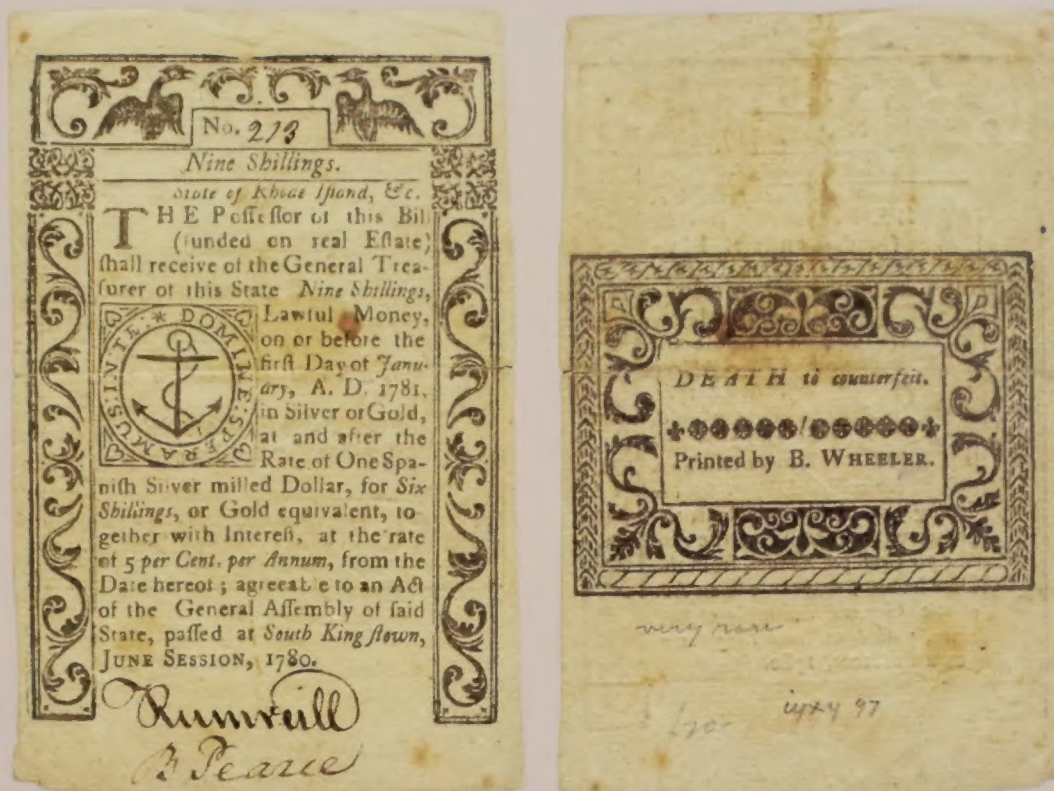 No. 213
Nine Shillings.
State of Rhode Iſland, &c.
THE Poſſeſſor of this Bill
(funded on real Eſtate)
ſhall receive of the General Trea-
ſurer of this State Nine Shillings,
Lawful Money,
on or before the
firſt Day of Janu-
ary, A. D. 1781,
in Silver or Gold,
at and after the
Rate of One Spa-
niſh Silver milled Dollar, for Six
Shillings, or Gold equivalent, to-
gether with Intereſt, at the rate
of 5 per Cent. per Annum, from the
Date hereof; agreeable to an Act
of the General Aſſembly of ſaid
State, paſſed at South Kingſtown,
JUNE SESSION, 1780.
IN TE DOMINE SPERAMUS
Rumreill
B Pearce
DEATH to counterfeit.
Printed by B. WHEELER.
very rare